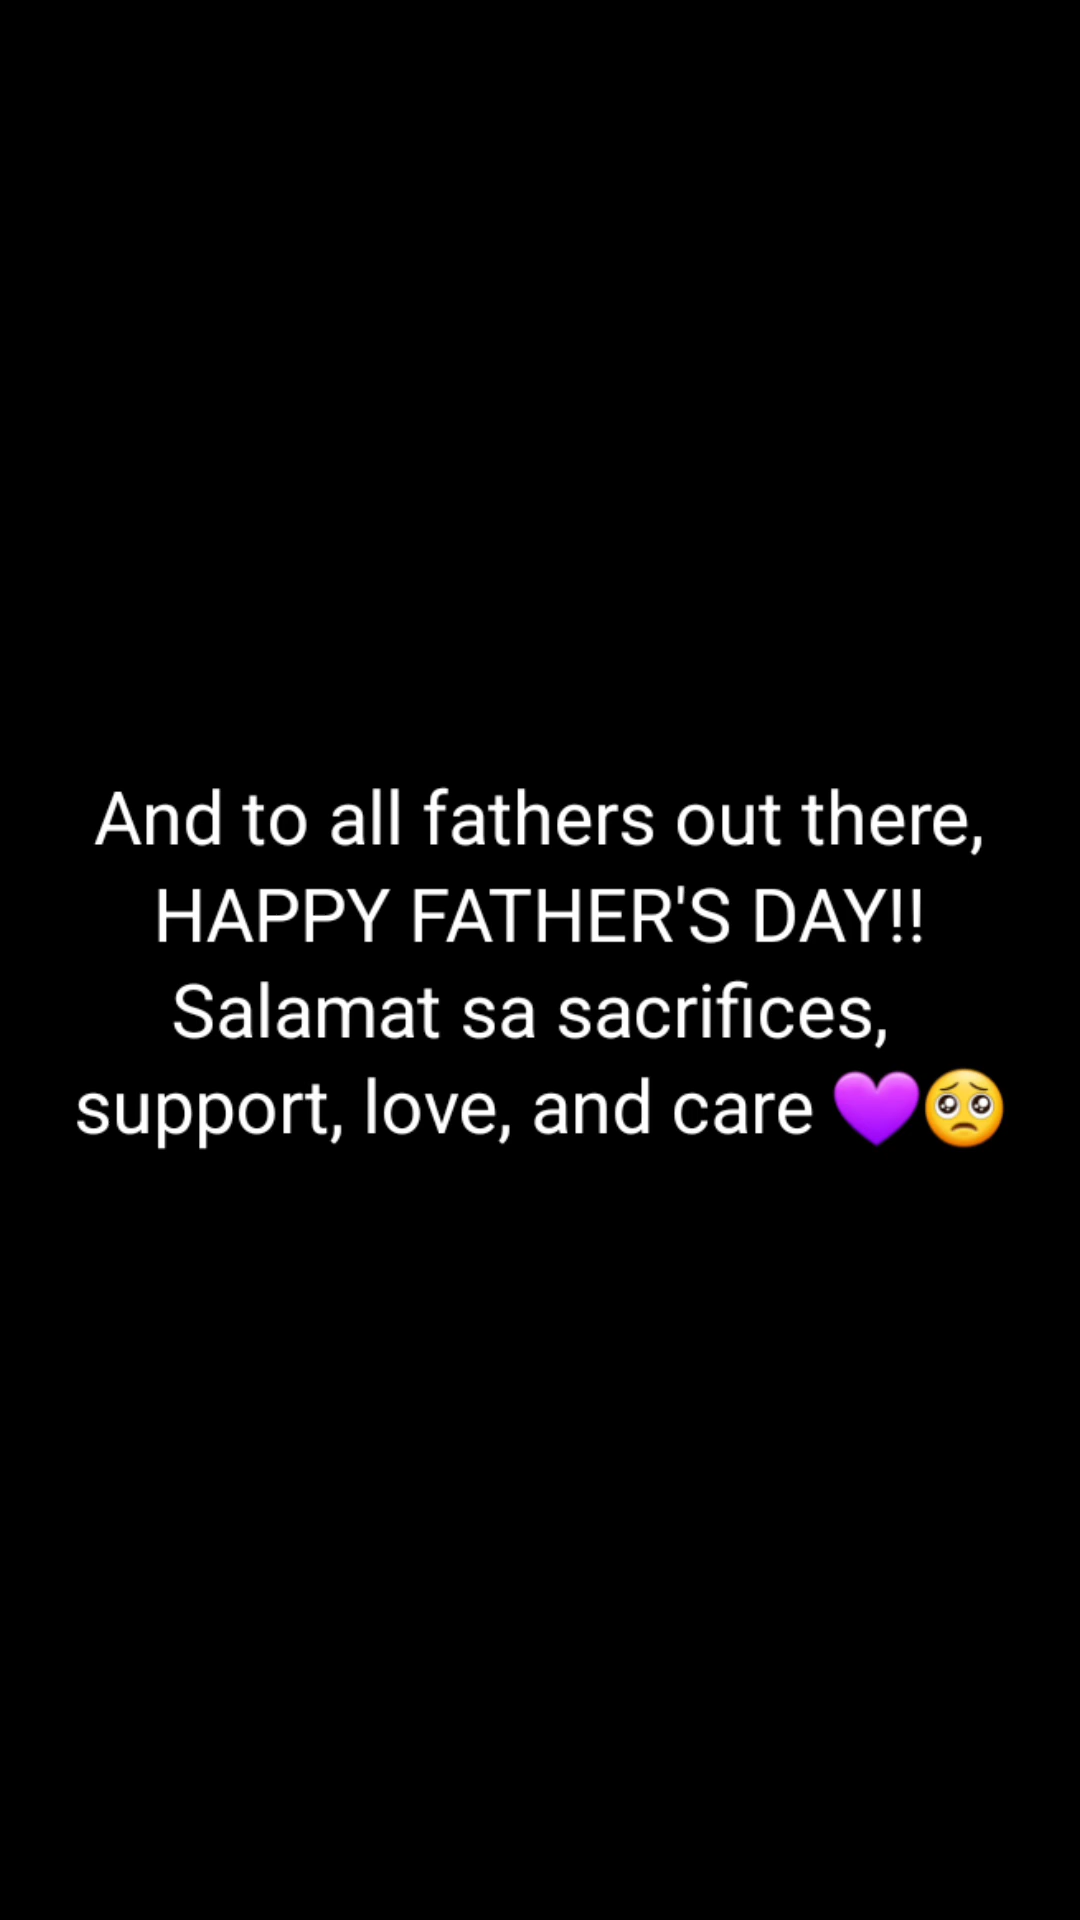 And to all fathers out there,
HAPPY FATHER'S DAY!!
Salamat sa sacrifices,
support, love, and care 💜🥺